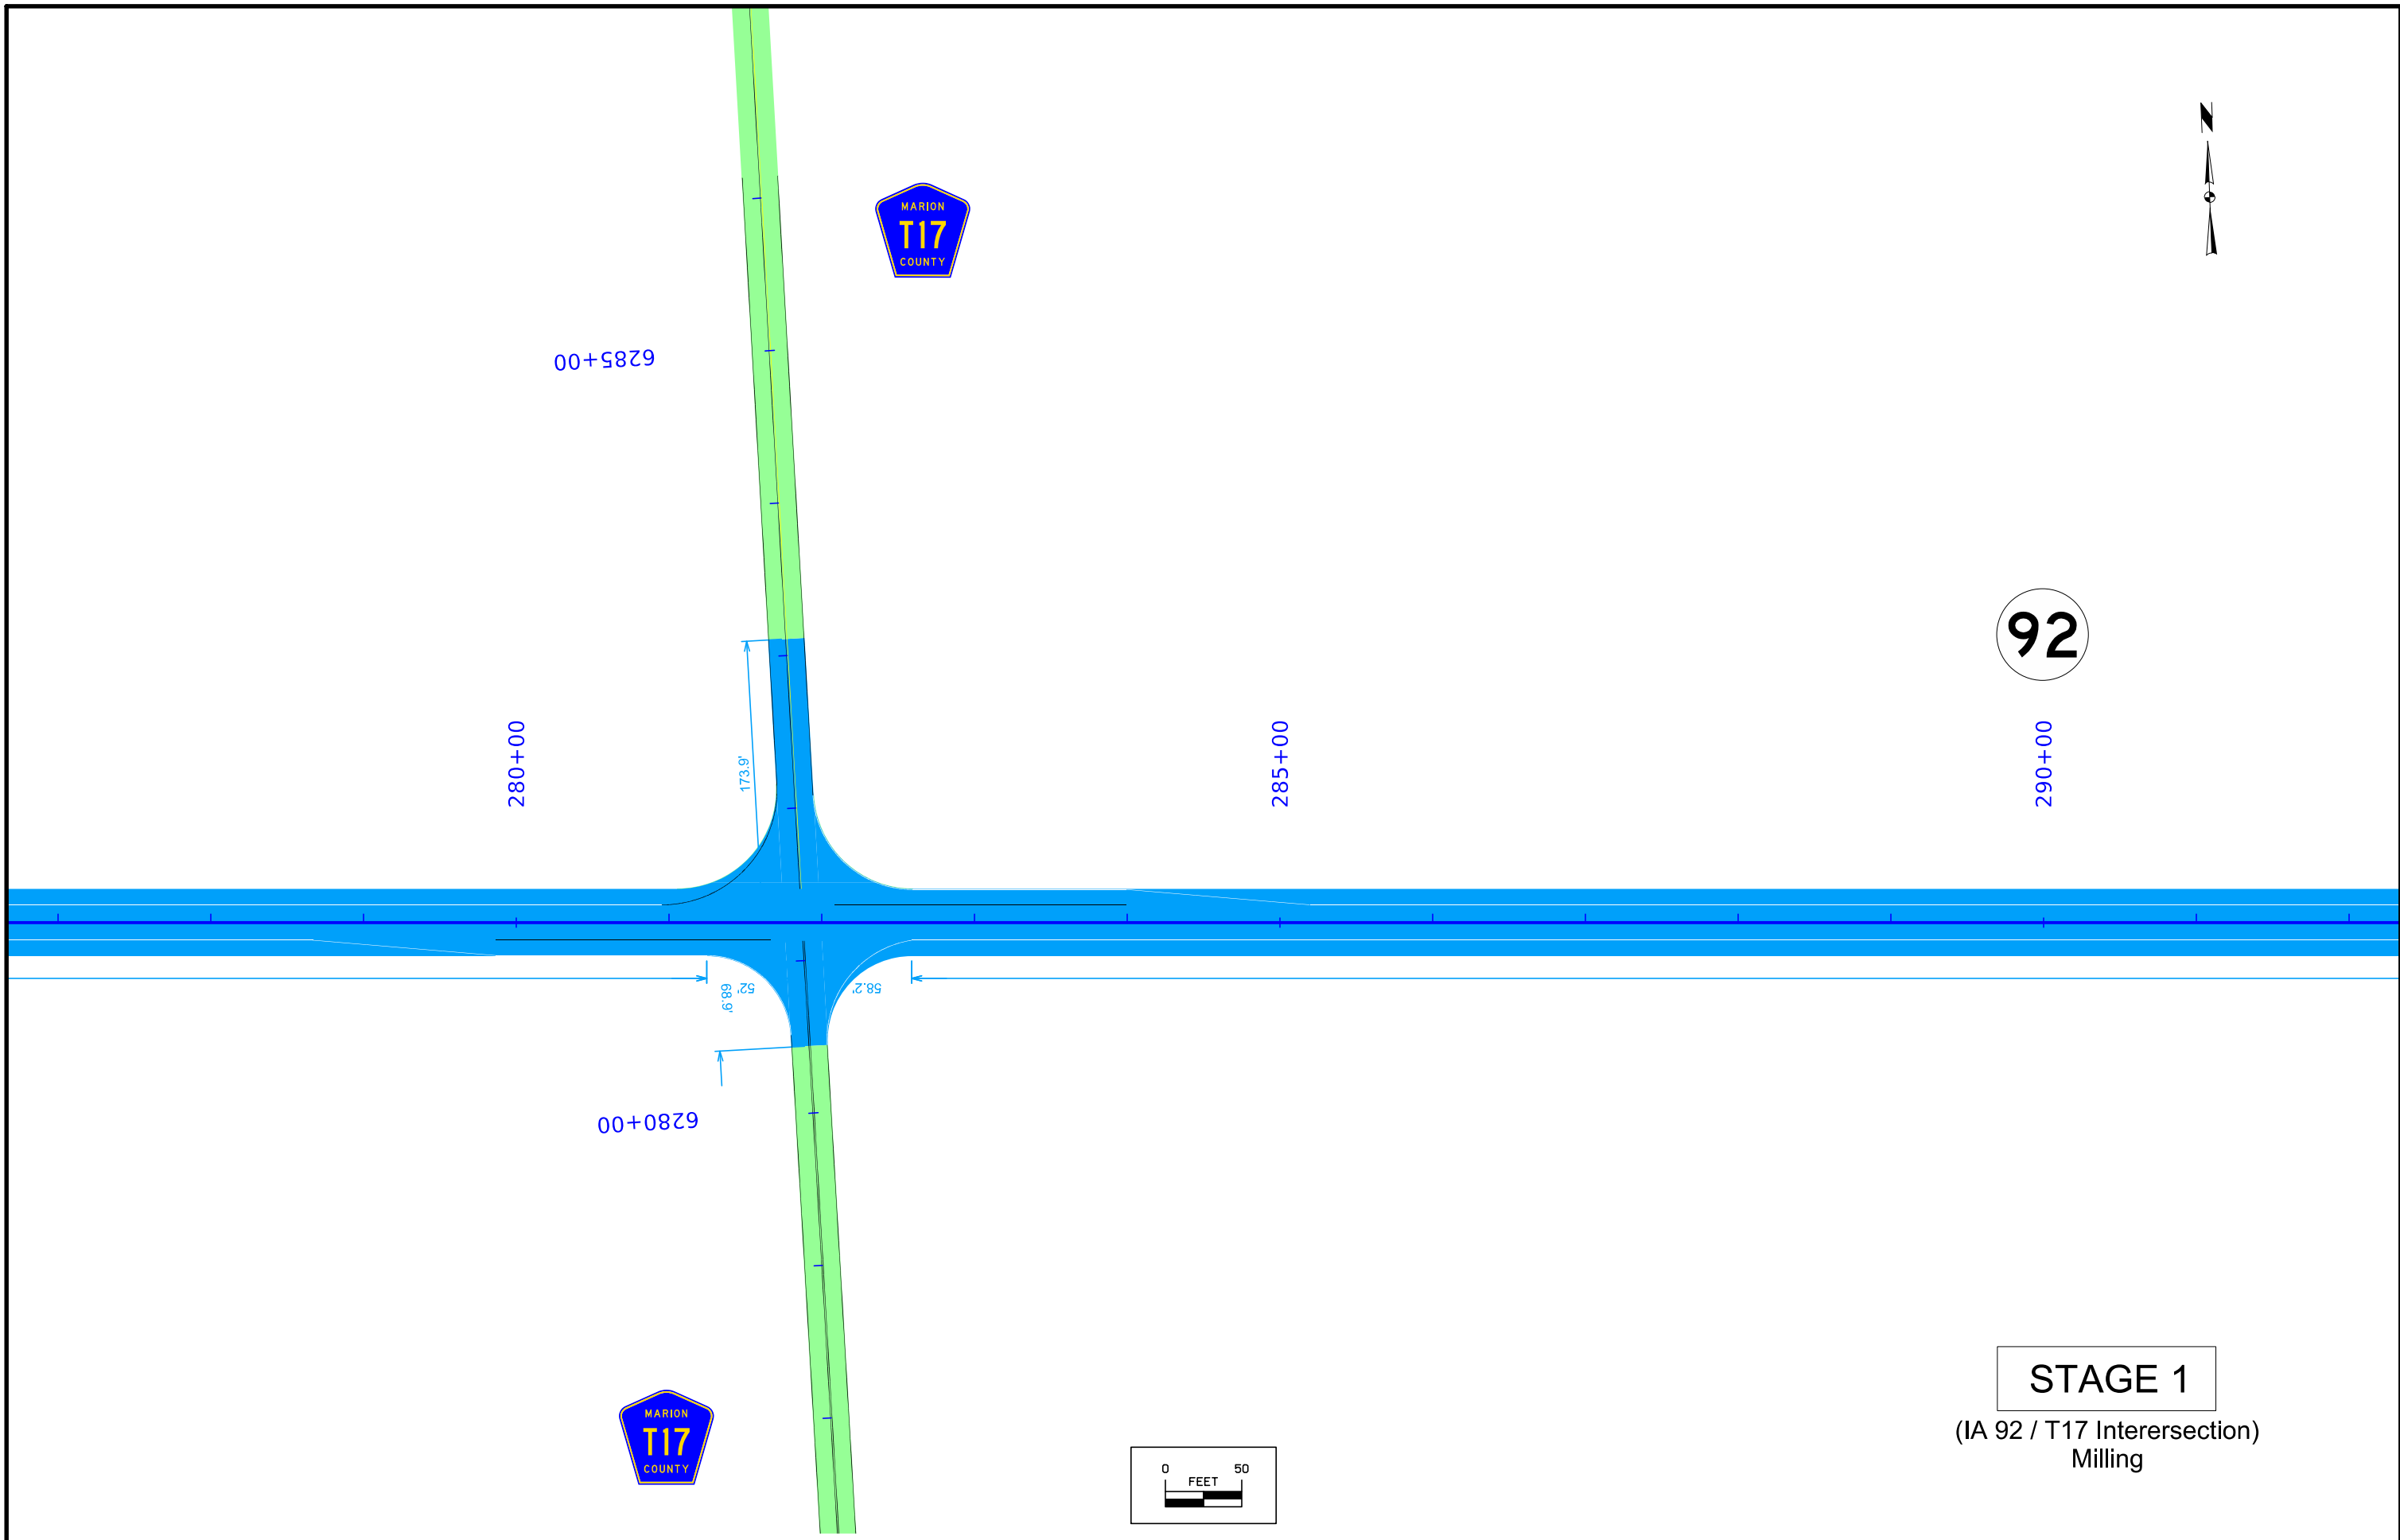 N
MARION
T17
COUNTY
6285+00
92
280+00
173.9'
285+00
290+00
68.9'
52'
58.2'
6280+00
MARION
T17
COUNTY
STAGE 1
(IA 92 / T17 Interersection)
Milling
0 50
FEET